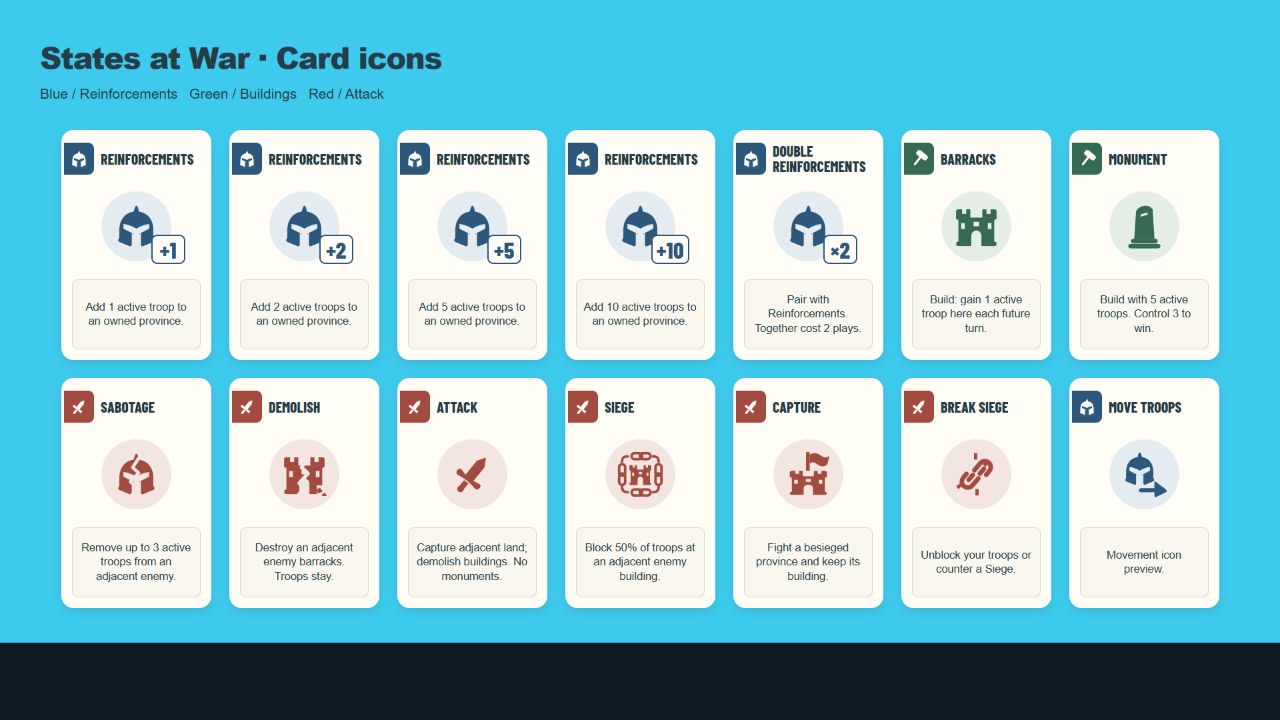 States at War · Card icons
Blue / Reinforcements Green / Buildings Red / Attack
REINFORCEMENTS
+1
Add 1 active troop to
an owned province.
REINFORCEMENTS
+2
Add 2 active troops to
an owned province.
REINFORCEMENTS
+5
Add 5 active troops to
an owned province.
REINFORCEMENTS
+10
Add 10 active troops to
an owned province.
DOUBLE
REINFORCEMENTS
×2
Pair with
Reinforcements.
Together cost 2 plays.
BARRACKS
Build: gain 1 active
troop here each future
turn.
MONUMENT
Build with 5 active
troops. Control 3 to
win.
SABOTAGE
Remove up to 3 active
troops from an
adjacent enemy.
DEMOLISH
Destroy an adjacent
enemy barracks.
Troops stay.
ATTACK
Capture adjacent land;
demolish buildings. No
monuments.
SIEGE
Block 50% of troops at
an adjacent enemy
building.
CAPTURE
Fight a besieged
province and keep its
building.
BREAK SIEGE
Unblock your troops or
counter a Siege.
MOVE TROOPS
Movement icon
preview.